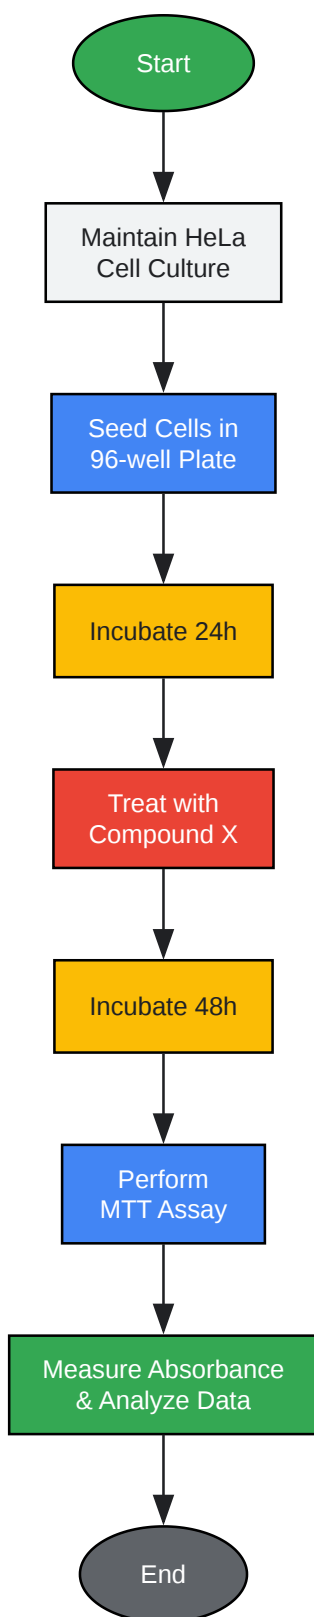 Start
Maintain HeLa
Cell Culture
Seed Cells in
96-well Plate
Incubate 24h
Treat with
Compound X
Incubate 48h
Perform
MTT Assay
Measure Absorbance
& Analyze Data
End